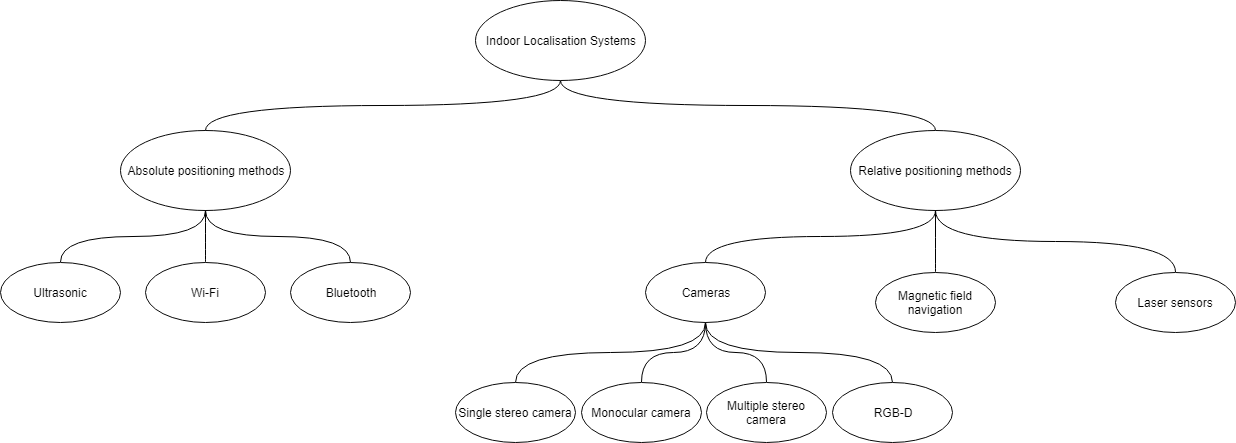 Indoor Localisation Systems
Absolute positioning methods
Relative positioning methods
Ultrasonic
Wi-Fi
Bluetooth
Cameras
Magnetic field
navigation
Laser sensors
Single stereo camera
Monocular camera
Multiple stereo
camera
RGB-D